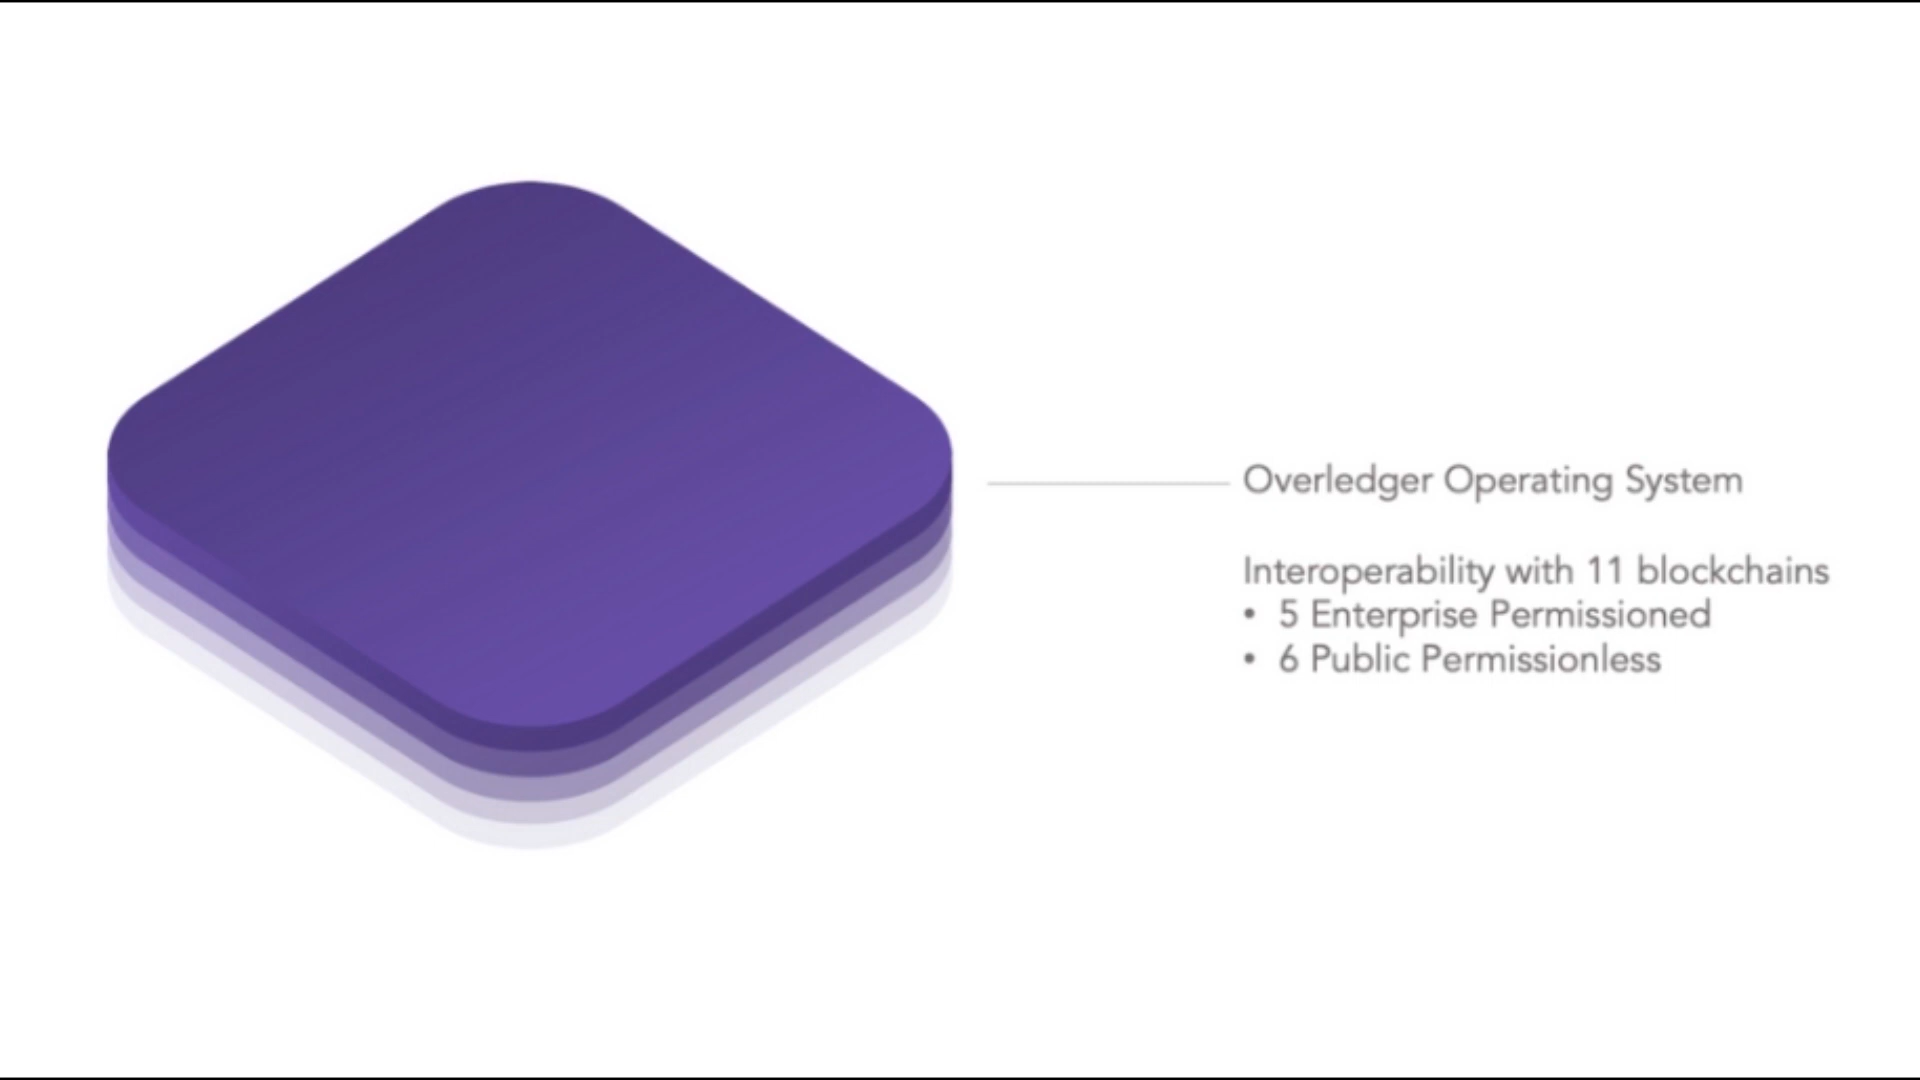 Overledger Operating System
Interoperability with 11 blockchains
• 5 Enterprise Permissioned
• 6 Public Permissionless